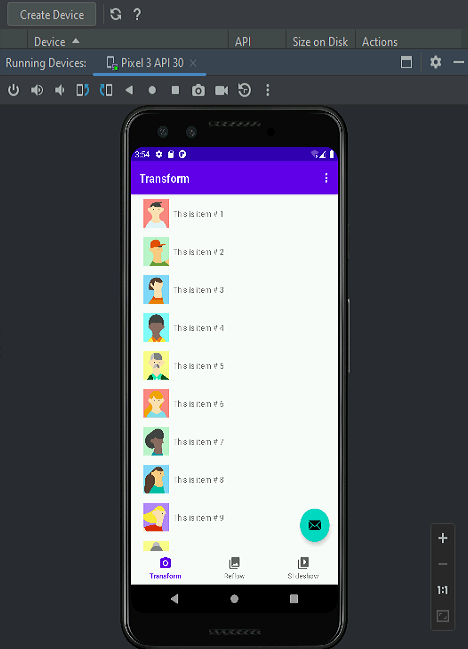 Create Device ?
Device API Size on Disk Actions
Running Devices: Pixel 3 API 30
3:54
Transform
This is item # 1
This is item # 2
This is item # 3
This is item # 4
This is item # 5
This is item # 6
This is item # 7
This is item # 8
This is item # 9
Transform Reflow Slideshow
1:1